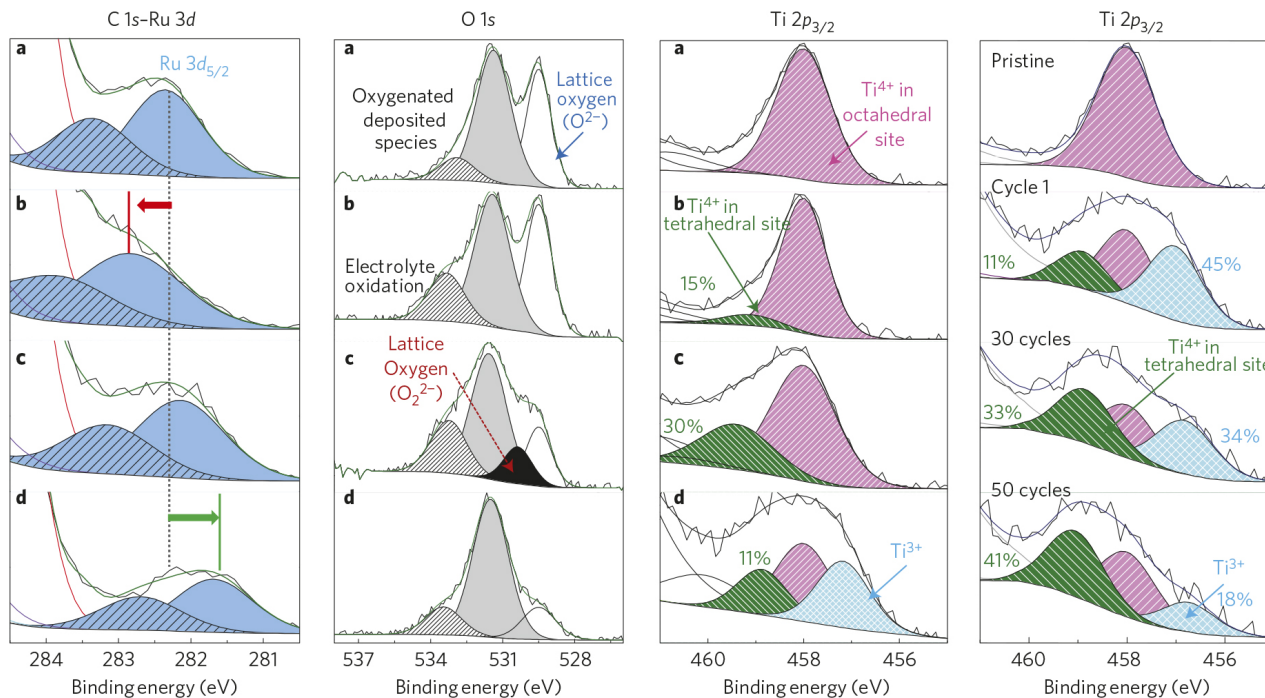 C 1s–Ru 3d
a
Ru 3d5/2
b
c
d
284 283 282 281
Binding energy (eV)
O 1s
a
Oxygenated
deposited
species
Lattice
oxygen
(O2–)
b
Electrolyte
oxidation
c
Lattice
Oxygen
(O22–)
d
537 534 531 528
Binding energy (eV)
Ti 2p3/2
a
Ti4+ in
octahedral
site
b
Ti4+ in
tetrahedral site
15%
c
30%
d
11%
Ti3+
460 458 456
Binding energy (eV)
Ti 2p3/2
Pristine
Cycle 1
11%
45%
30 cycles
Ti4+ in
tetrahedral site
33%
34%
50 cycles
41%
Ti3+
18%
460 458 456
Binding energy (eV)